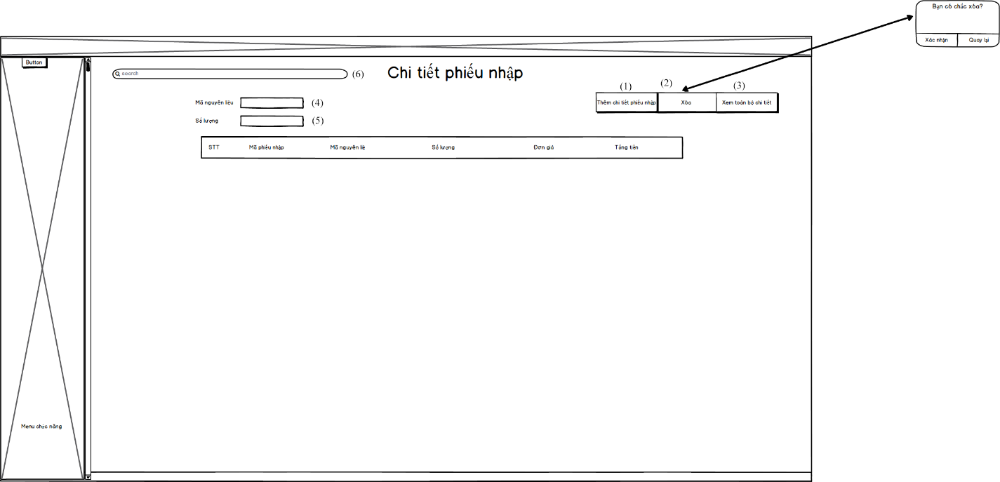 Bạn có chắc xóa?
Xác nhận
Quay lại
Button
search
(6)
Chi tiết phiếu nhập
(1)
(2)
(3)
Thêm chi tiết phiếu nhập
Xóa
Xem toàn bộ chi tiết
Mã nguyên liệu
(4)
Số lượng
(5)
STT
Mã phiếu nhập
Mã nguyên liệ
Số lượng
Đơn giá
Tổng tiền
Menu chức năng